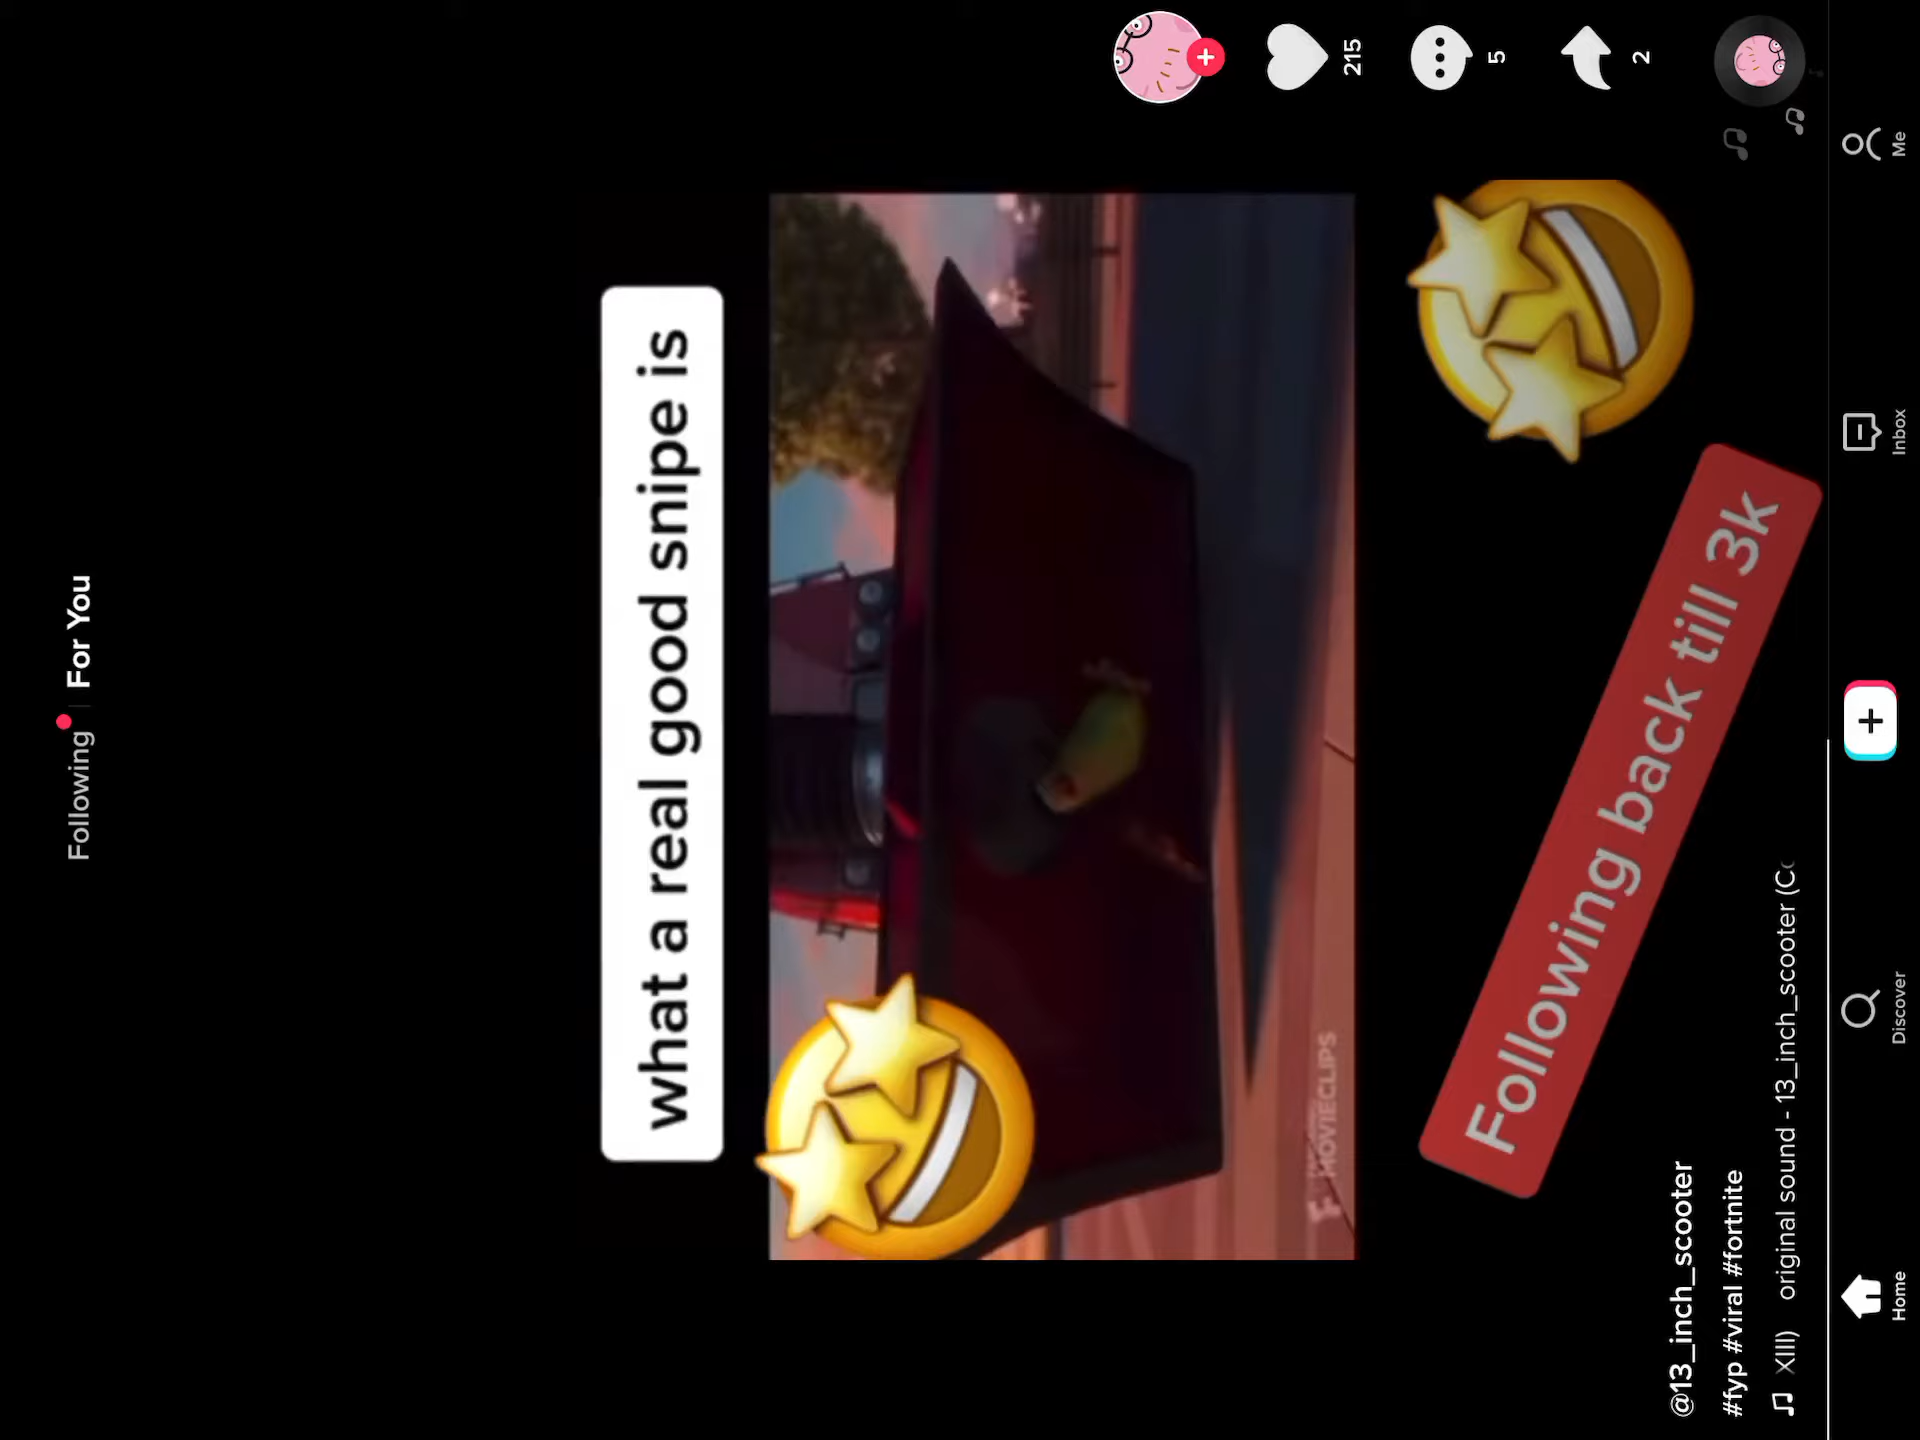 Following | For You
what a real good snipe is
215
5
2
MOVIECLIPS
Following back till 3k
@13_inch_scooter
#fyp #viral #fortnite
XIII) original sound - 13_inch_scooter (Co
Home
Discover
Inbox
Me